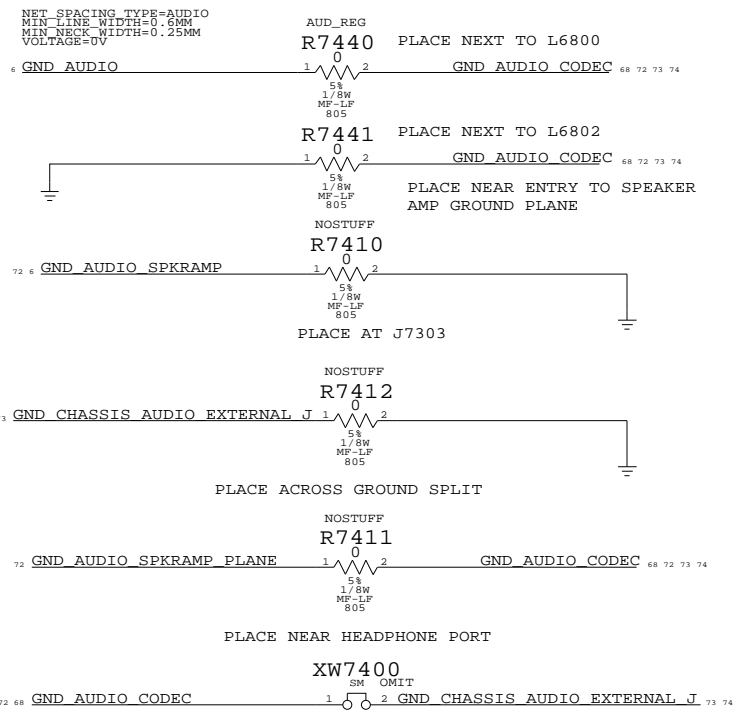 NET_SPACING_TYPE=AUDIO
MIN_LINE_WIDTH=0.6MM
MIN_NECK_WIDTH=0.25MM
VOLTAGE=0V
AUD_REG
R7440 PLACE NEXT TO L6800
0
6 GND_AUDIO 1 2 GND_AUDIO_CODEC 68 72 73 74
5%
1/8W
MF-LF
805
R7441 PLACE NEXT TO L6802
0
1 2 GND_AUDIO_CODEC 68 72 73 74
5%
1/8W
MF-LF
805
PLACE NEAR ENTRY TO SPEAKER
AMP GROUND PLANE
NOSTUFF
R7410
0
72 6 GND_AUDIO_SPKRAMP 1 2
5%
1/8W
MF-LF
805
PLACE AT J7303
NOSTUFF
R7412
0
3 GND_CHASSIS_AUDIO_EXTERNAL_J 1 2
5%
1/8W
MF-LF
805
PLACE ACROSS GROUND SPLIT
NOSTUFF
R7411
0
72 GND_AUDIO_SPKRAMP_PLANE 1 2 GND_AUDIO_CODEC 68 72 73 74
5%
1/8W
MF-LF
805
PLACE NEAR HEADPHONE PORT
XW7400
SM OMIT
72 68 GND_AUDIO_CODEC 1 2 GND_CHASSIS_AUDIO_EXTERNAL_J 73 74